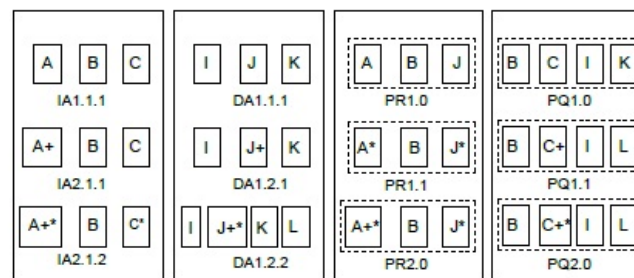 A B C I J K A B J B C I K
IA1.1.1 DA1.1.1 PR1.0 PQ1.0
A+ B C I J+ K A* B J* B C+ I L
IA2.1.1 DA1.2.1 PR1.1 PQ1.1
A+* B C* I J+* K L A+* B J* B C+* I L
IA2.1.2 DA1.2.2 PR2.0 PQ2.0